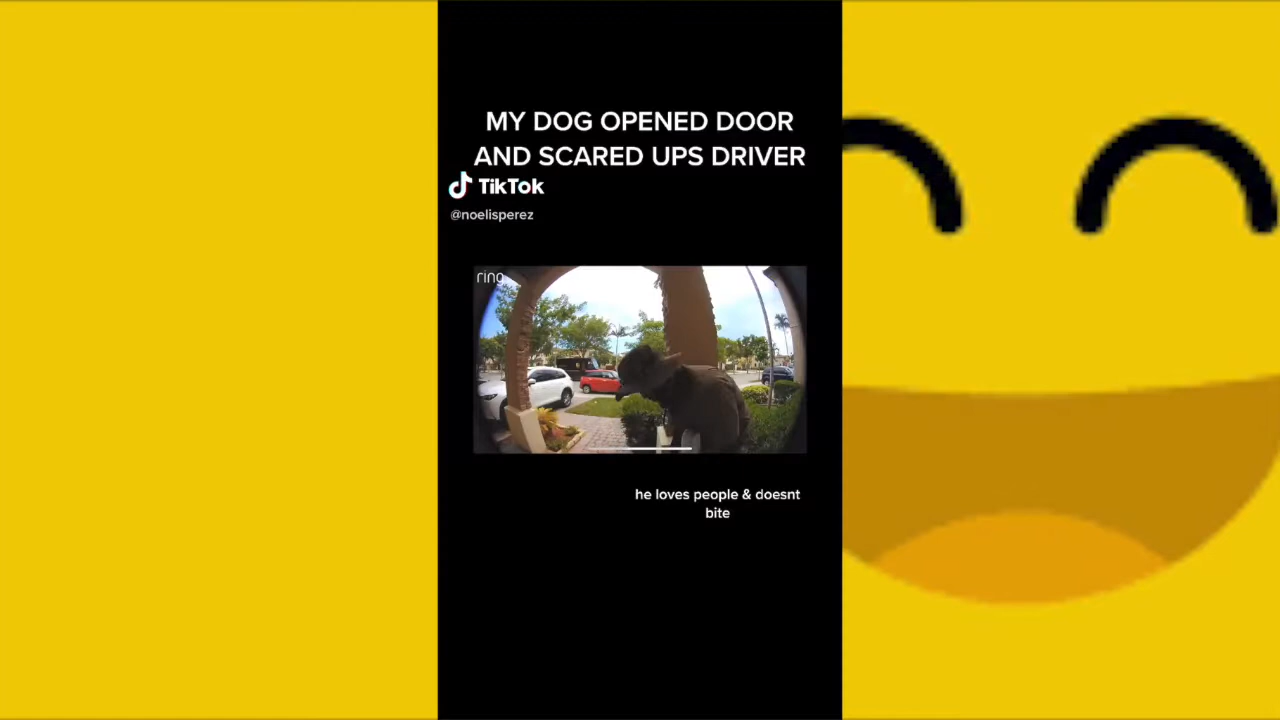 MY DOG OPENED DOOR
AND SCARED UPS DRIVER
TikTok
@noelisperez
ring
he loves people & doesnt
bite